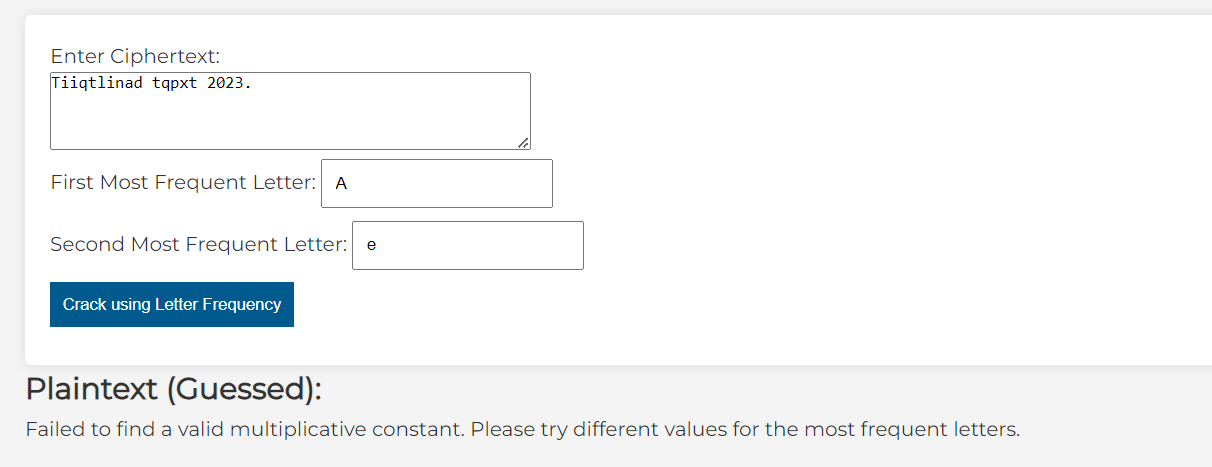 Enter Ciphertext:
Tiiqtlinad tqpxt 2023.
First Most Frequent Letter: A
Second Most Frequent Letter: e
Crack using Letter Frequency
Plaintext (Guessed):
Failed to find a valid multiplicative constant. Please try different values for the most frequent letters.